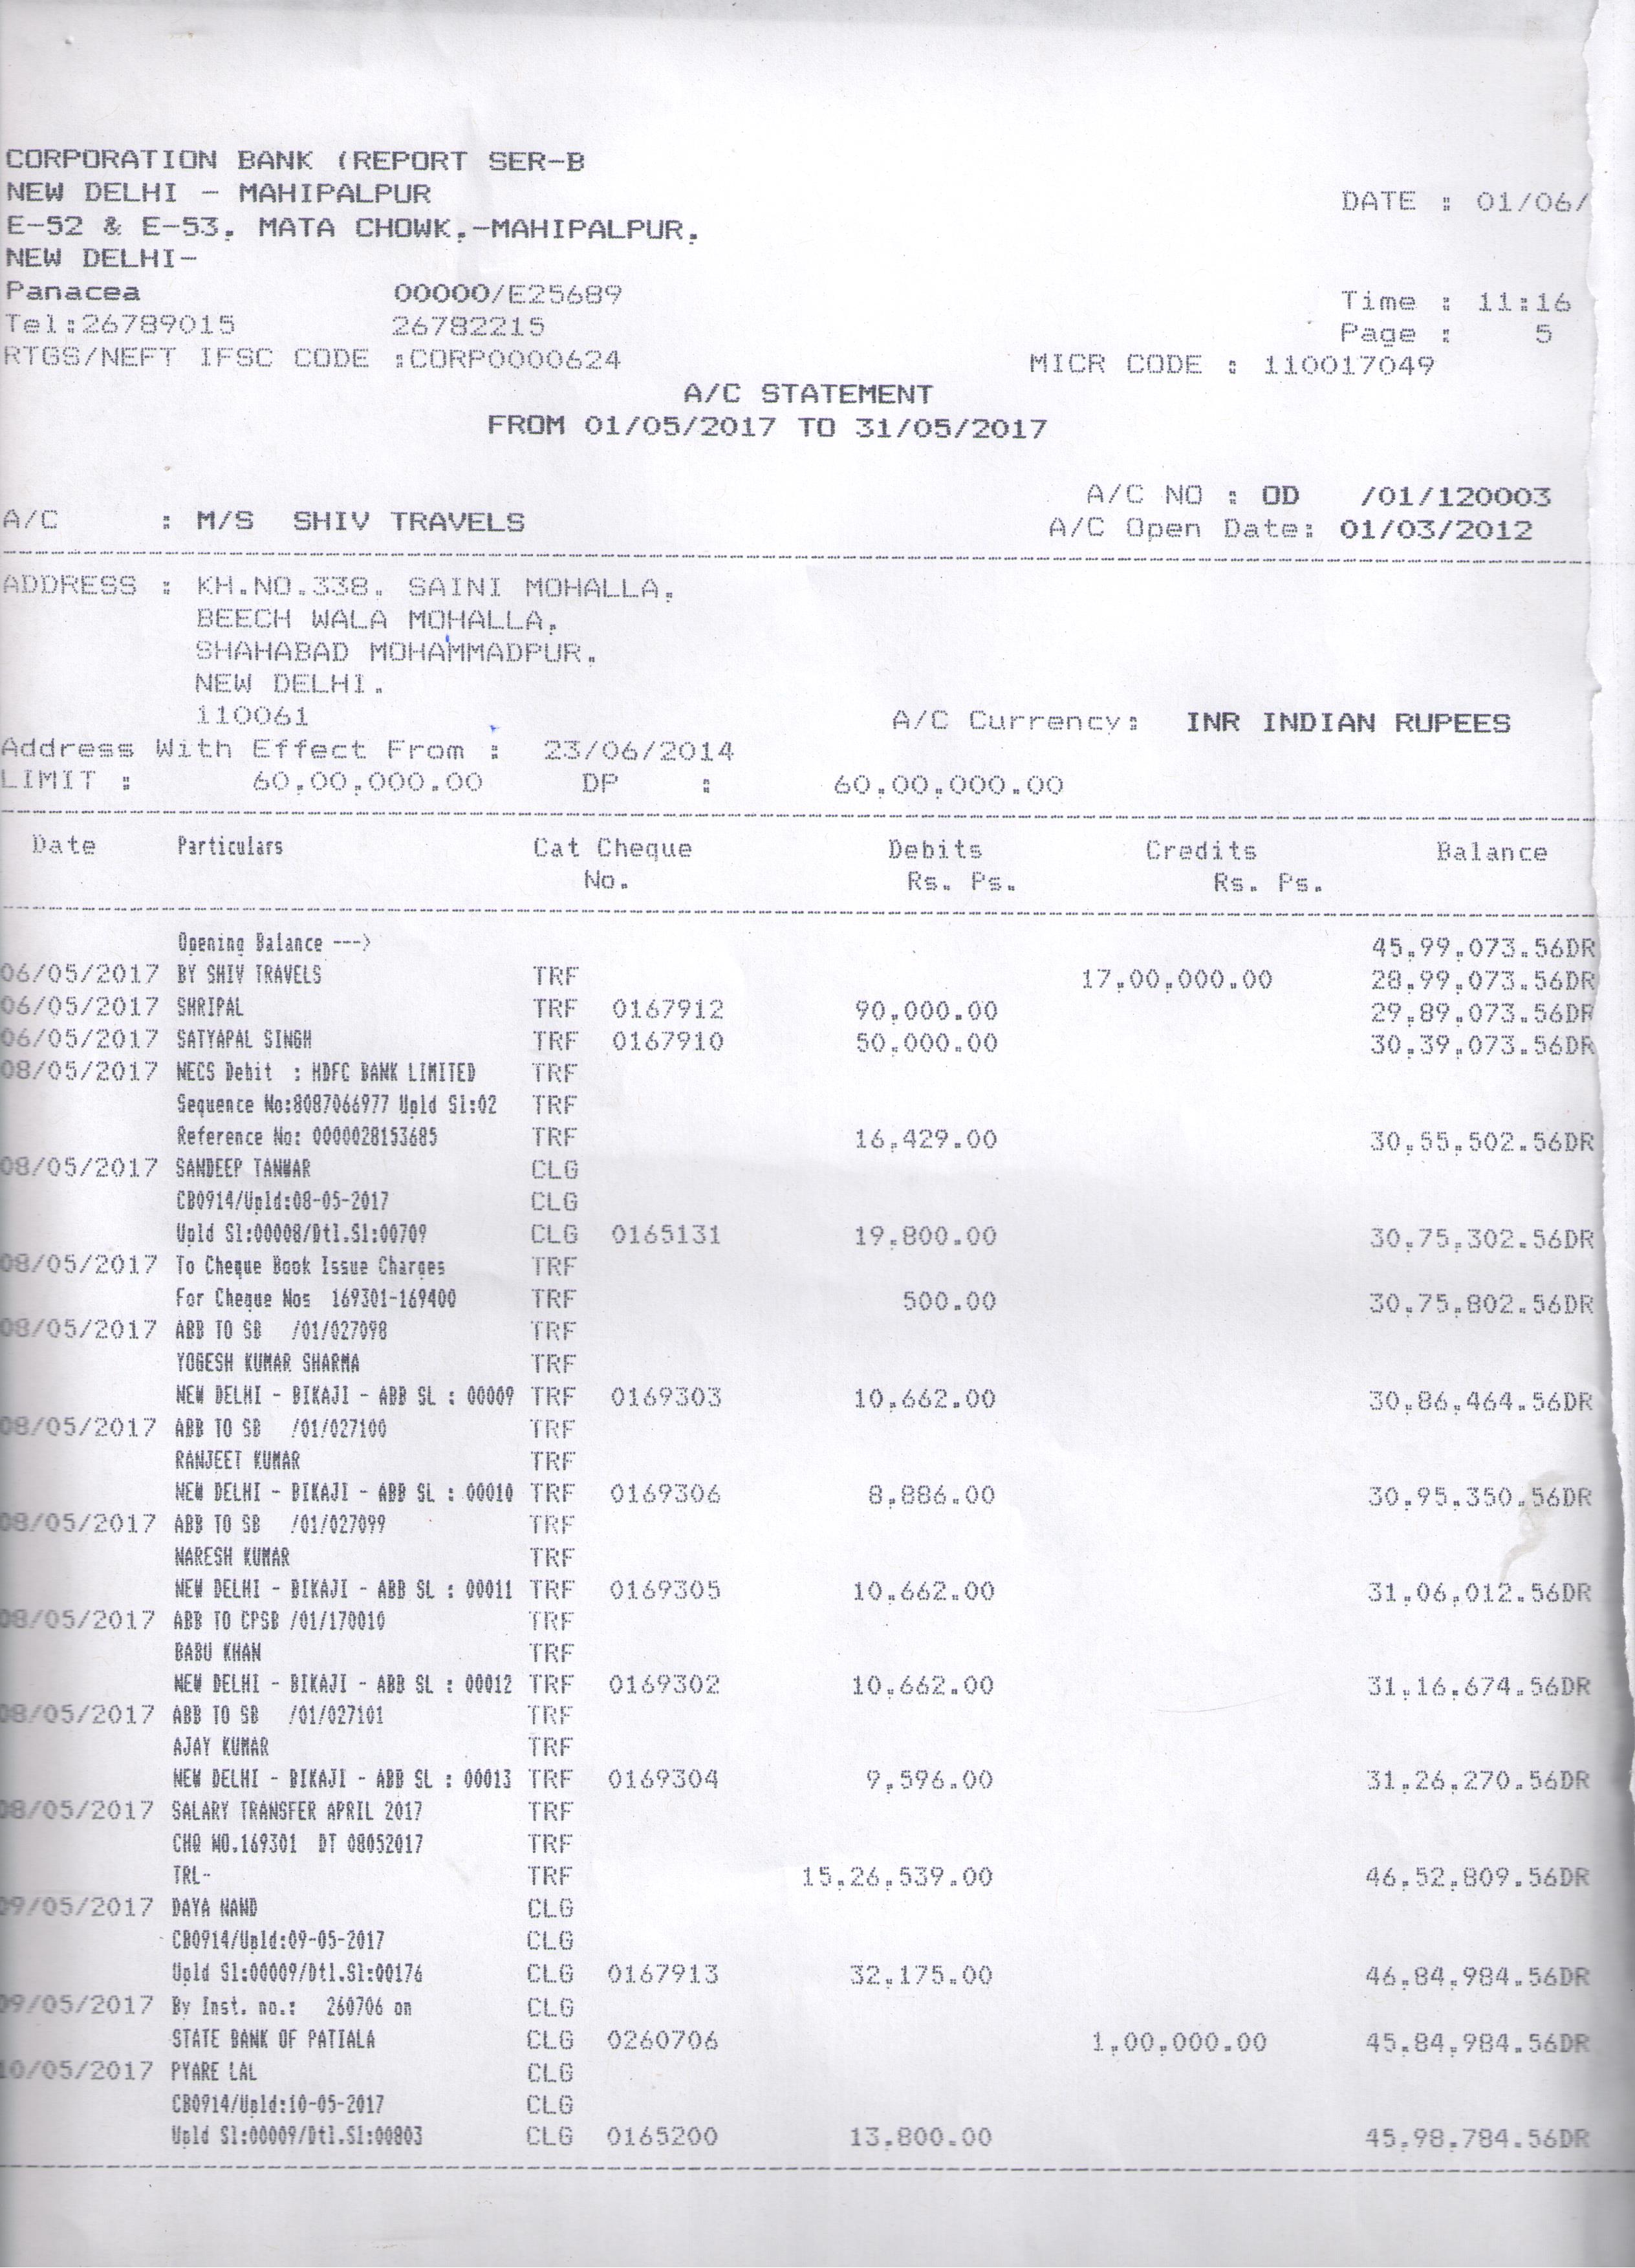 CORPORATION BANK (REPORT SER-B
NEW DELHI - MAHIPALPUR
DATE : 01/06/
E-52 & E-53, MATA CHOWK,-MAHIPALPUR,
NEW DELHI-
Panacea 00000/E25689 Time : 11:16
Tel:26789015 26782215 Page : 5
RTGS/NEFT IFSC CODE :CORP0000624 MICR CODE : 110017049
A/C STATEMENT
FROM 01/05/2017 TO 31/05/2017
A/C NO : OD /01/120003
A/C : M/S SHIV TRAVELS A/C Open Date: 01/03/2012
ADDRESS : KH.NO.338, SAINI MOHALLA,
BEECH WALA MOHALLA,
SHAHABAD MOHAMMADPUR,
NEW DELHI.
110061 A/C Currency: INR INDIAN RUPEES
Address With Effect From : 23/06/2014
LIMIT : 60,00,000.00 DP : 60,00,000.00
Date Particulars Cat Cheque Debits Credits Balance
No. Rs. Ps. Rs. Ps.
Opening Balance ---> 45,99,073.56DR
06/05/2017 BY SHIV TRAVELS TRF 17,00,000.00 28,99,073.56DR
06/05/2017 SHRIPAL TRF 0167912 90,000.00 29,89,073.56DR
06/05/2017 SATYAPAL SINGH TRF 0167910 50,000.00 30,39,073.56DR
08/05/2017 NECS Debit : HDFC BANK LIMITED TRF
Sequence No:8087066977 Upld Sl:02 TRF
Reference No: 0000028153685 TRF 16,429.00 30,55,502.56DR
08/05/2017 SANDEEP TANWAR CLG
CB0914/Upld:08-05-2017 CLG
Upld Sl:00008/Dtl.Sl:00709 CLG 0165131 19,800.00 30,75,302.56DR
08/05/2017 To Cheque Book Issue Charges TRF
For Cheque Nos 169301-169400 TRF 500.00 30,75,802.56DR
08/05/2017 ABB TO SB /01/027098 TRF
YOGESH KUMAR SHARMA TRF
NEW DELHI - BIKAJI - ABB SL : 00009 TRF 0169303 10,662.00 30,86,464.56DR
08/05/2017 ABB TO SB /01/027100 TRF
RANJEET KUMAR TRF
NEW DELHI - BIKAJI - ABB SL : 00010 TRF 0169306 8,886.00 30,95,350.56DR
08/05/2017 ABB TO SB /01/027099 TRF
NARESH KUMAR TRF
NEW DELHI - BIKAJI - ABB SL : 00011 TRF 0169305 10,662.00 31,06,012.56DR
08/05/2017 ABB TO CPSB /01/170010 TRF
BABU KHAN TRF
NEW DELHI - BIKAJI - ABB SL : 00012 TRF 0169302 10,662.00 31,16,674.56DR
08/05/2017 ABB TO SB /01/027101 TRF
AJAY KUMAR TRF
NEW DELHI - BIKAJI - ABB SL : 00013 TRF 0169304 9,596.00 31,26,270.56DR
08/05/2017 SALARY TRANSFER APRIL 2017 TRF
CHQ NO.169301 DT 08052017 TRF
TRL- TRF 15,26,539.00 46,52,809.56DR
09/05/2017 DAYA NAND CLG
CB0914/Upld:09-05-2017 CLG
Upld Sl:00009/Dtl.Sl:00176 CLG 0167913 32,175.00 46,84,984.56DR
09/05/2017 By Inst. no.: 260706 on CLG
STATE BANK OF PATIALA CLG 0260706 1,00,000.00 45,84,984.56DR
10/05/2017 PYARE LAL CLG
CB0914/Upld:10-05-2017 CLG
Upld Sl:00009/Dtl.Sl:00803 CLG 0165200 13,800.00 45,98,784.56DR